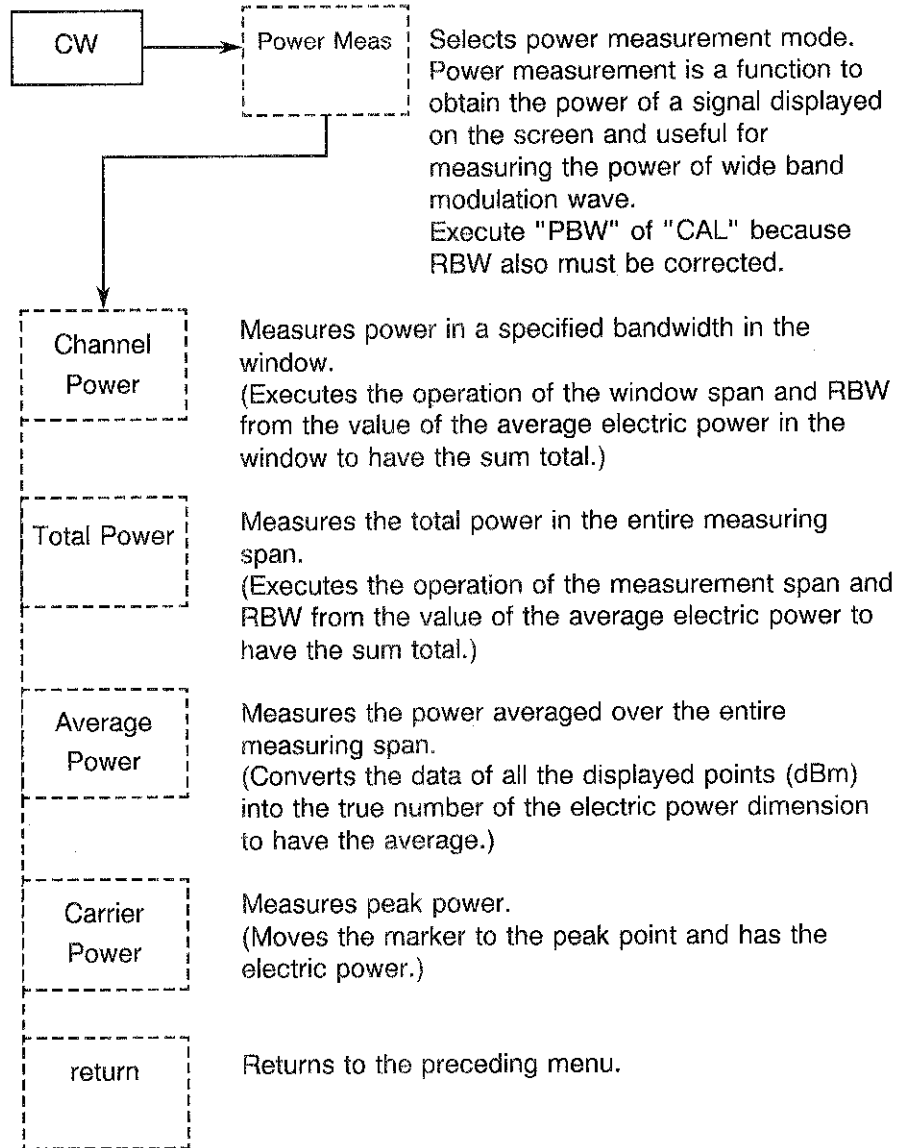 CW
Power Meas
Selects power measurement mode.
Power measurement is a function to
obtain the power of a signal displayed
on the screen and useful for
measuring the power of wide band
modulation wave.
Execute "PBW" of "CAL" because
RBW also must be corrected.
Channel
Power
Measures power in a specified bandwidth in the
window.
(Executes the operation of the window span and RBW
from the value of the average electric power in the
window to have the sum total.)
Total Power
Measures the total power in the entire measuring
span.
(Executes the operation of the measurement span and
RBW from the value of the average electric power to
have the sum total.)
Average
Power
Measures the power averaged over the entire
measuring span.
(Converts the data of all the displayed points (dBm)
into the true number of the electric power dimension
to have the average.)
Carrier
Power
Measures peak power.
(Moves the marker to the peak point and has the
electric power.)
return
Returns to the preceding menu.